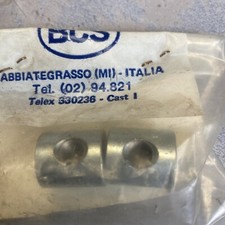 BCS
ABBIATEGRASSO (MI) - ITALIA
Tel. (02) 94.821
Telex 330236 - Cast I